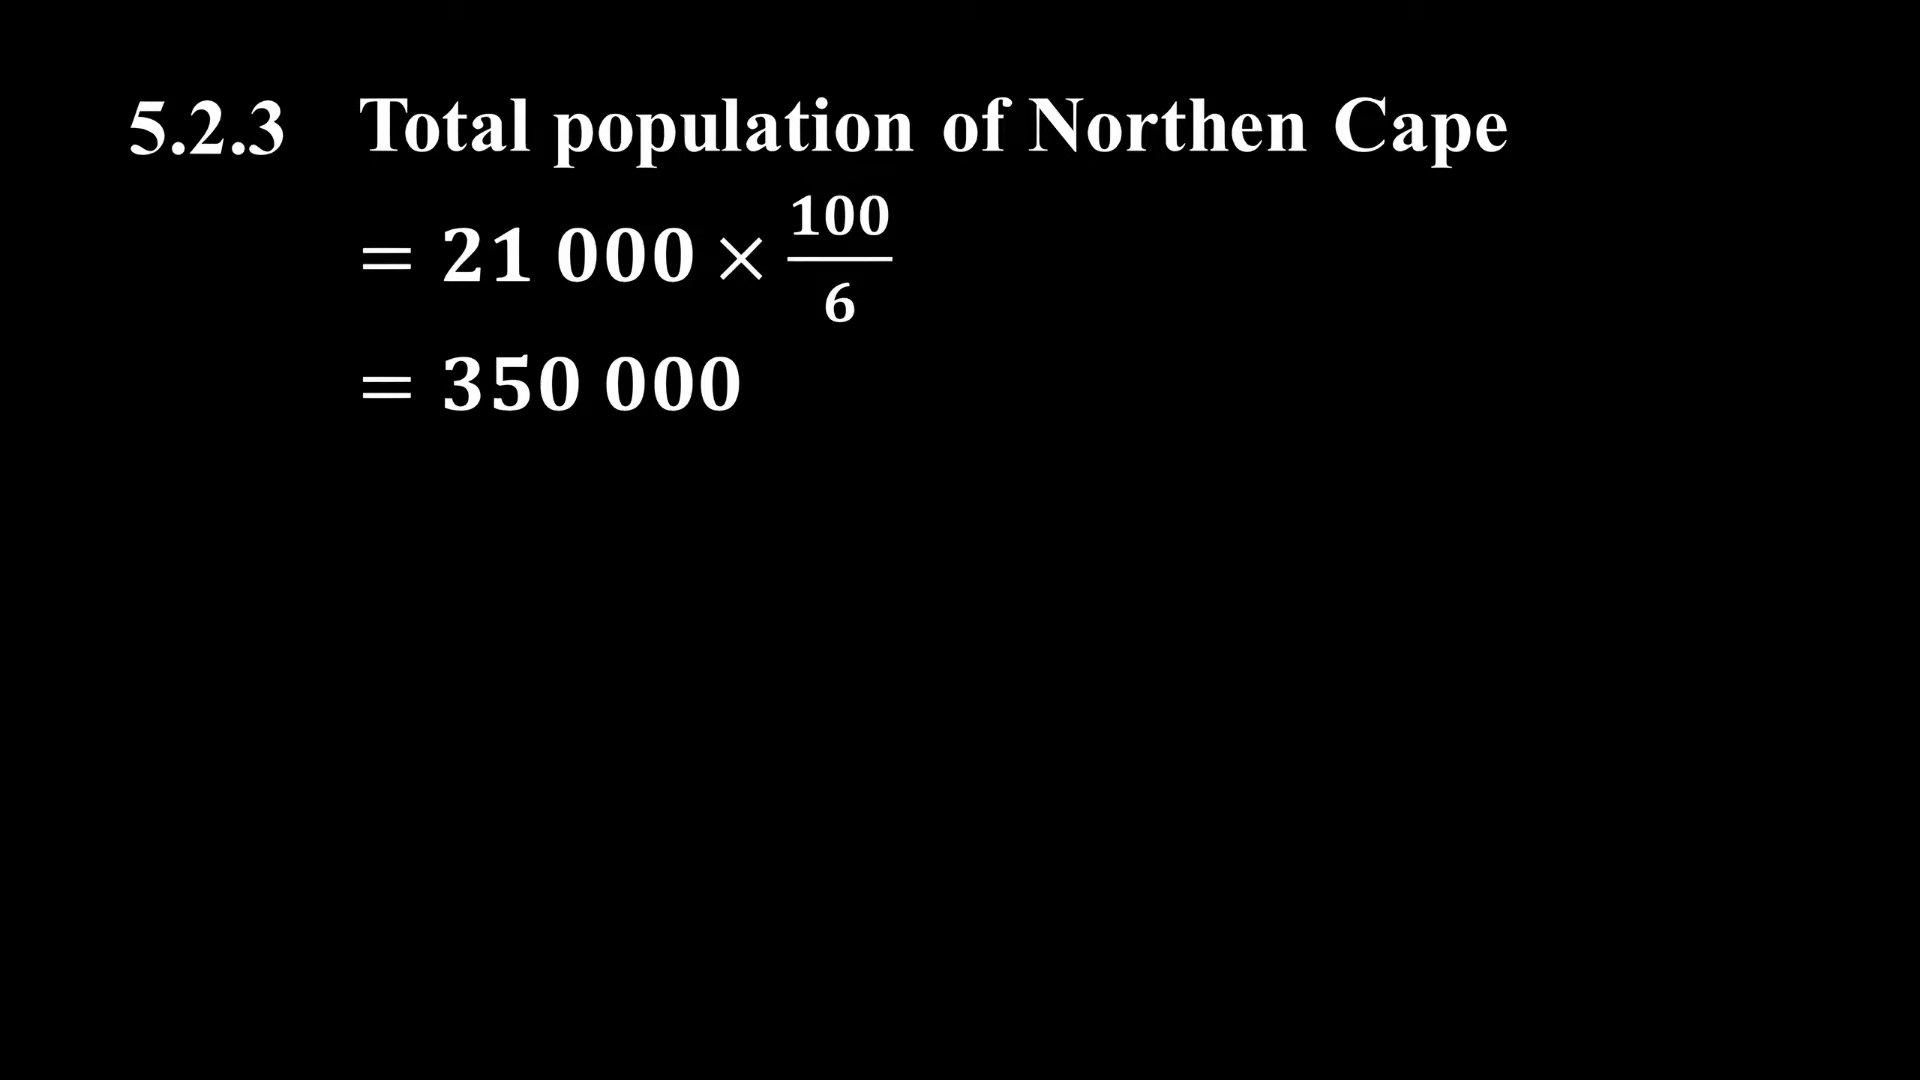 5.2.3 Total population of Northen Cape
= 21 000 × 100/6
= 350 000